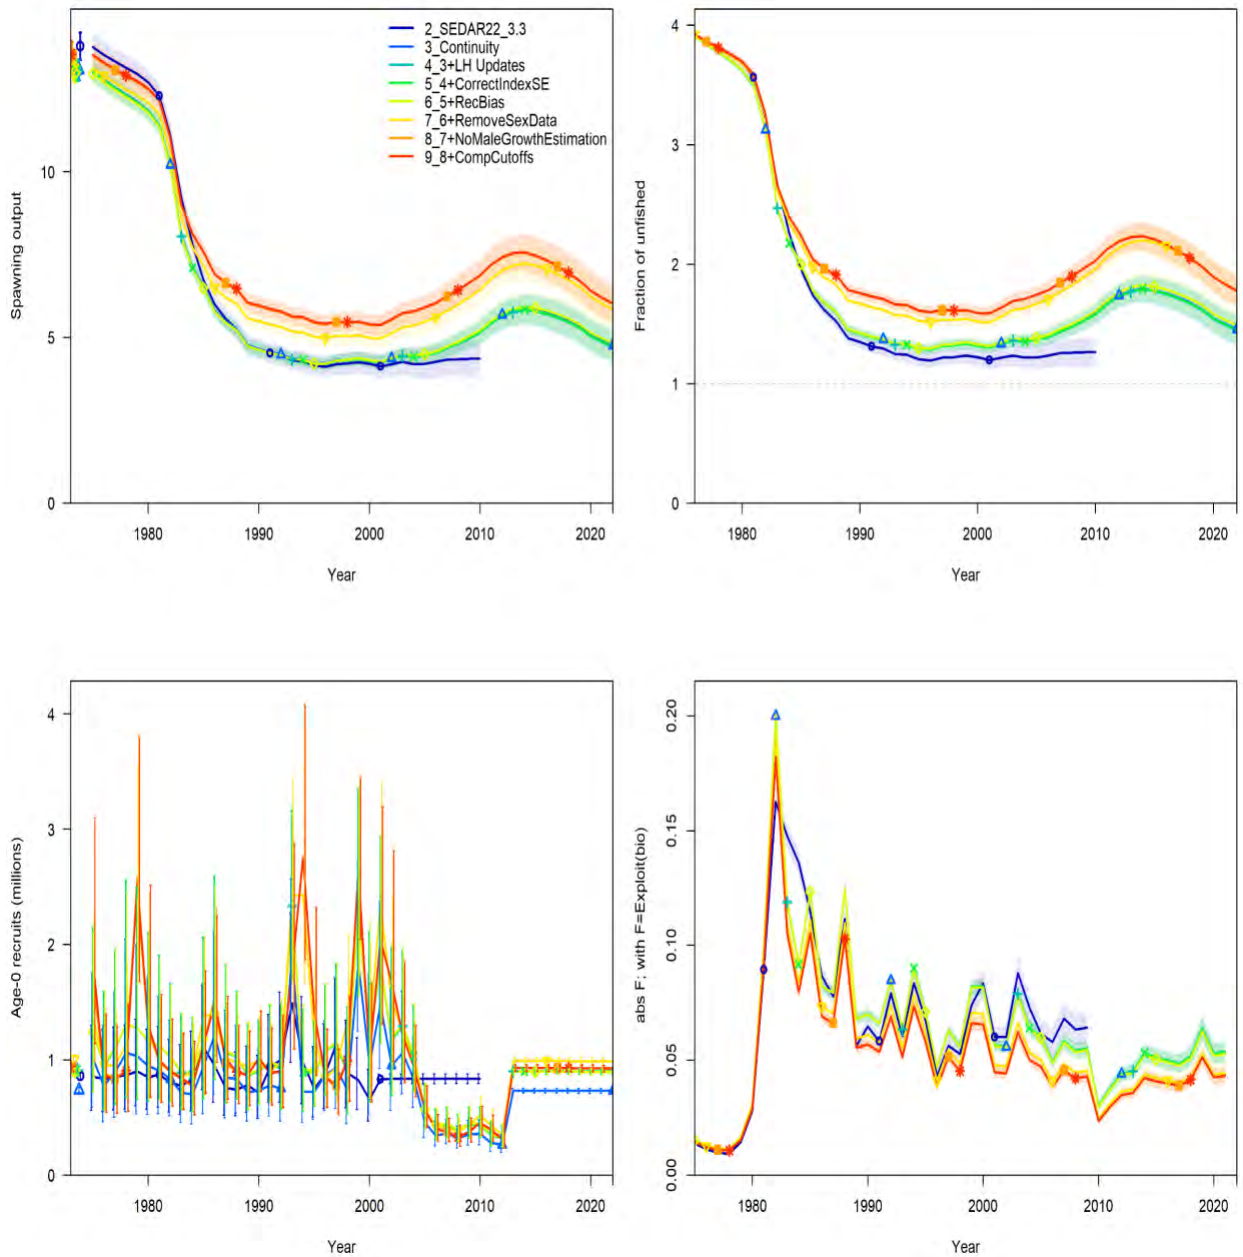 2_SEDAR22_3.3
3_Continuity
4_3+LH Updates
5_4+CorrectIndexSE
6_5+RecBias
7_6+RemoveSexData
8_7+NoMaleGrowthEstimation
9_8+CompCutoffs
Spawning output
10
5
0
1980 1990 2000 2010 2020
Year
Fraction of unfished
4
3
2
1
0
1980 1990 2000 2010 2020
Year
Age-0 recruits (millions)
4
3
2
1
0
1980 1990 2000 2010 2020
Year
abs F; with F=Exploit(bio)
0.20
0.15
0.10
0.05
0.00
1980 1990 2000 2010 2020
Year